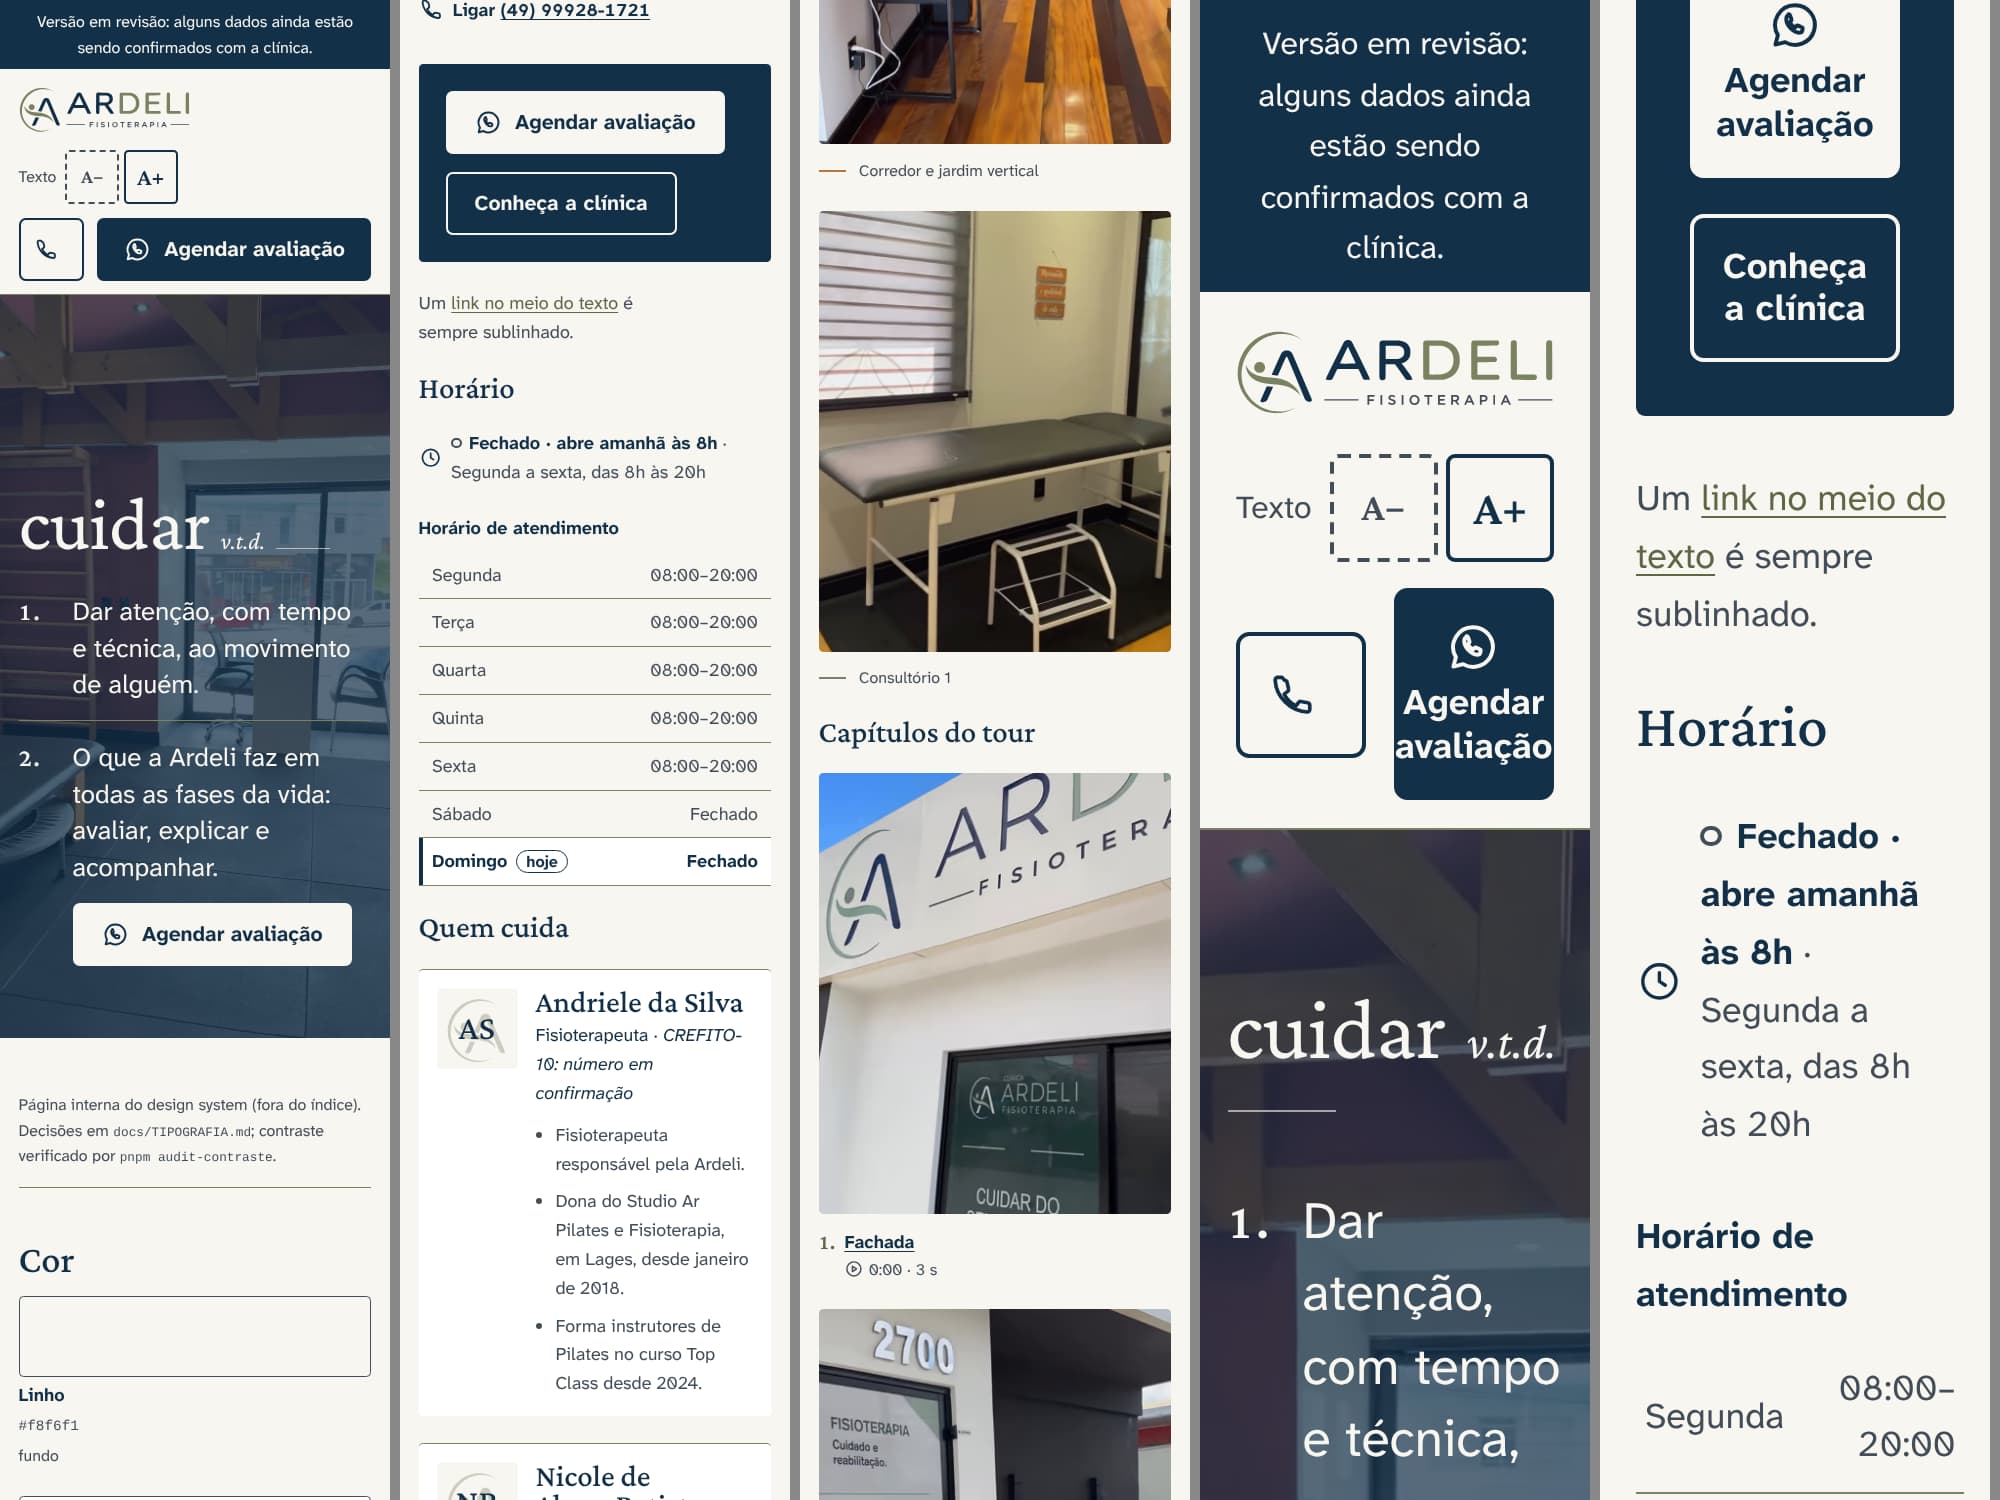 Versão em revisão: alguns dados ainda estão
sendo confirmados com a clínica.
ARDELI
FISIOTERAPIA
Texto A− A+
Agendar avaliação
cuidar v.t.d.
1. Dar atenção, com tempo
e técnica, ao movimento
de alguém.
2. O que a Ardeli faz em
todas as fases da vida:
avaliar, explicar e
acompanhar.
Agendar avaliação
Página interna do design system (fora do índice).
Decisões em docs/TIPOGRAFIA.md; contraste
verificado por pnpm audit-contraste.
Cor
Linho
#f8f6f1
fundo
Ligar (49) 99928-1721
Agendar avaliação
Conheça a clínica
Um link no meio do texto é
sempre sublinhado.
Horário
Fechado · abre amanhã às 8h ·
Segunda a sexta, das 8h às 20h
Horário de atendimento
Segunda 08:00–20:00
Terça 08:00–20:00
Quarta 08:00–20:00
Quinta 08:00–20:00
Sexta 08:00–20:00
Sábado Fechado
Domingo hoje Fechado
Quem cuida
AS
Andriele da Silva
Fisioterapeuta · CREFITO-
10: número em
confirmação
• Fisioterapeuta
responsável pela Ardeli.
• Dona do Studio Ar
Pilates e Fisioterapia,
em Lages, desde janeiro
de 2018.
• Forma instrutores de
Pilates no curso Top
Class desde 2024.
Nicole de
Corredor e jardim vertical
Consultório 1
Capítulos do tour
ARD
FISIOTERA
ARDELI
FISIOTERAPIA
CUIDAR DO
1. Fachada
0:00 · 3 s
2700
FISIOTERAPIA
Cuidado e
reabilitação.
Versão em revisão:
alguns dados ainda
estão sendo
confirmados com a
clínica.
ARDELI
FISIOTERAPIA
Texto A− A+
Agendar
avaliação
cuidar v.t.d.
1. Dar
atenção,
com tempo
e técnica,
Agendar
avaliação
Conheça
a clínica
Um link no meio do
texto é sempre
sublinhado.
Horário
Fechado ·
abre amanhã
às 8h ·
Segunda a
sexta, das 8h
às 20h
Horário de
atendimento
Segunda 08:00–
20:00